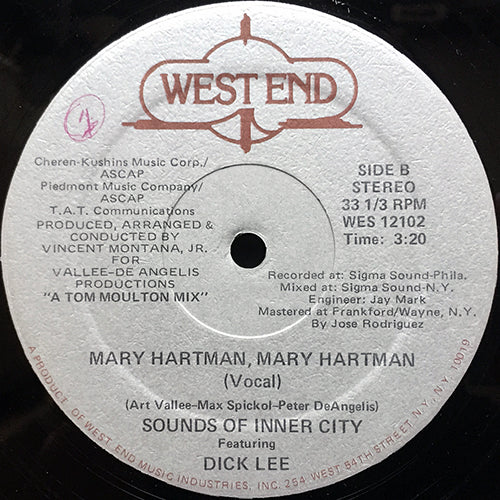 WEST END
2
Cheren-Kushins Music Corp./
ASCAP
Piedmont Music Company/
ASCAP
T.A.T. Communications
PRODUCED, ARRANGED &
CONDUCTED BY
VINCENT MONTANA, JR.
FOR
VALLEE-DE ANGELIS
PRODUCTIONS
"A TOM MOULTON MIX"
SIDE B
STEREO
33 1/3 RPM
WES 12102
Time: 3:20
Recorded at: Sigma Sound-Phila.
Mixed at: Sigma Sound-N.Y.
Engineer: Jay Mark
Mastered at Frankford/Wayne, N.Y.
By Jose Rodriguez
MARY HARTMAN, MARY HARTMAN
(Vocal)
(Art Vallee-Max Spickol-Peter DeAngelis)
SOUNDS OF INNER CITY
Featuring
DICK LEE
A PRODUCT OF WEST END MUSIC INDUSTRIES, INC. 254 WEST 54TH STREET N.Y. N.Y. 10019